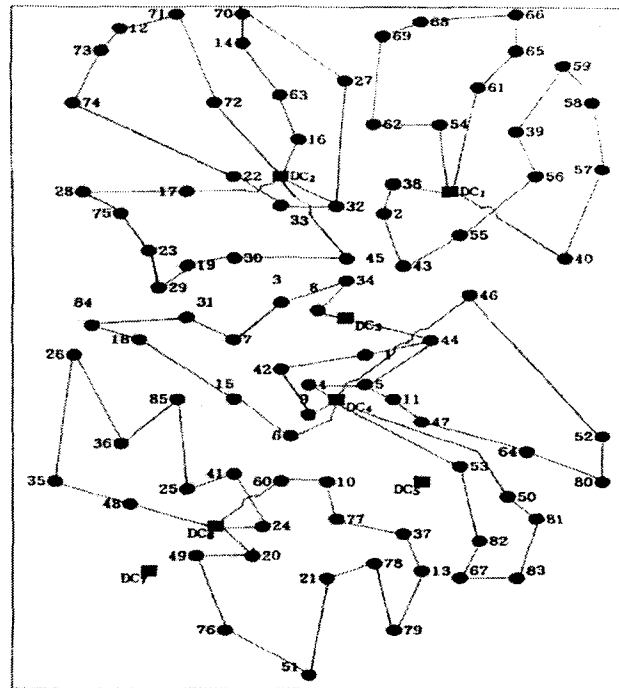 71 70 66
12 14 69 68
73 65
59
74 72 63 27 61 58
62 54 39
16
22 DC₂ 57
28 17 38 DC₁ 56
75 33 32 2
55
23 19 30 45 43 40
29
3 8 34 46
84 31
DC₃
18 7 44
26 42 1
85 15 4 5
9 DC₄ 11
36 6 47
64 52
41 53
35 25 60 10 DC₅ 80
48 50
DC₆ 24 77 81
37 82
49 20
DC₇ 21 78 13 67 83
76 79
51